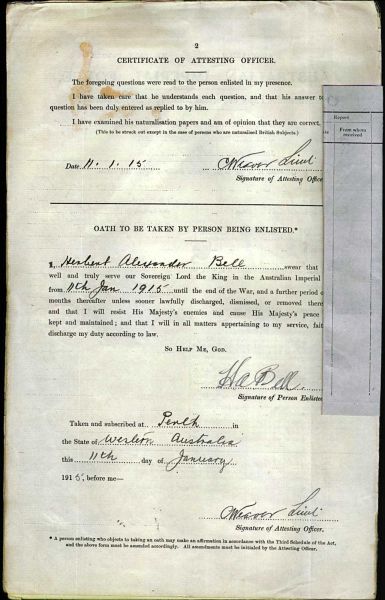 2
CERTIFICATE OF ATTESTING OFFICER.
The foregoing questions were read to the person enlisted in my presence.
I have taken care that he understands each question, and that his answer to
question has been duly entered as replied to by him.
I have examined his naturalisation papers and am of opinion that they are correct.
(This to be struck out except in the case of persons who are naturalised British Subjects.)
Date 11.1.15
Weaver Lieut
Signature of Attesting Office
OATH TO BE TAKEN BY PERSON BEING ENLISTED.*
I, Herbert Alexander Bell swear that
well and truly serve our Sovereign Lord the King in the Australian Imperial
from 11th Jan 1915 until the end of the War, and a further period o
months thereafter unless sooner lawfully discharged, dismissed, or removed there
and that I will resist His Majesty's enemies and cause His Majesty's peace
kept and maintained; and that I will in all matters appertaining to my service, fait
discharge my duty according to law.
SO HELP ME, GOD.
H A Bell.
Signature of Person Enlisted
Taken and subscribed at Perth in
the State of Western Australia
this 11th day of January
1915, before me—
Weaver Lieut
Signature of Attesting Officer.
* A person enlisting who objects to taking an oath may make an affirmation in accordance with the Third Schedule of the Act,
and the above form must be amended accordingly. All amendments must be initialed by the Attesting Officer.
Report
From whom
received